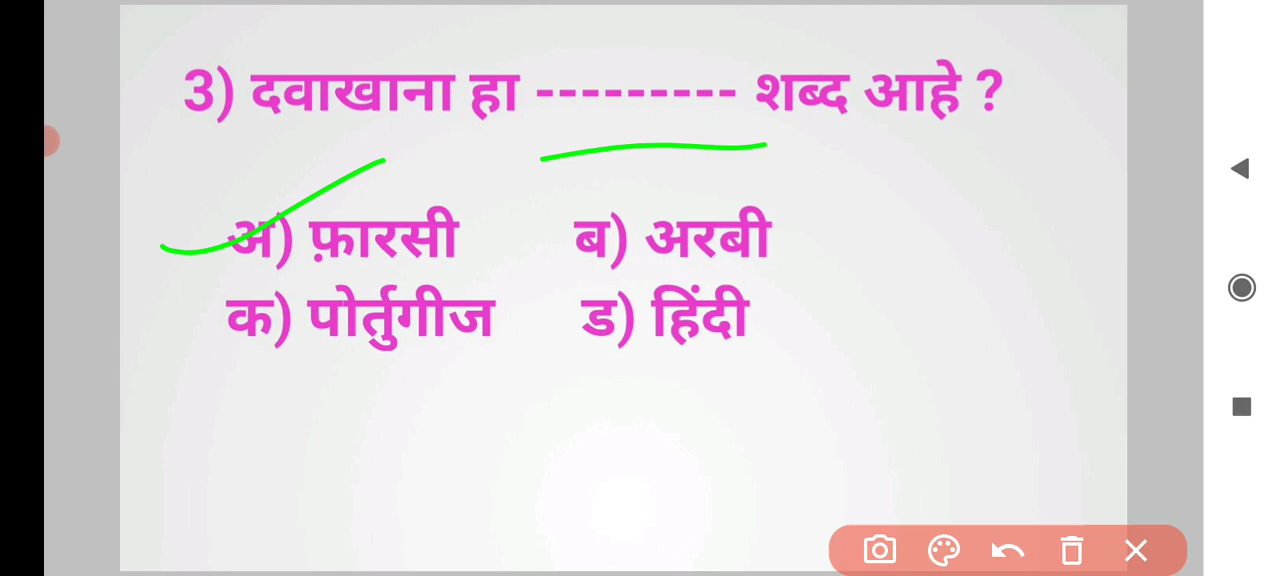 3) दवाखाना हा --------- शब्द आहे ?
अ) फ़ारसी ब) अरबी
क) पोर्तुगीज ड) हिंदी